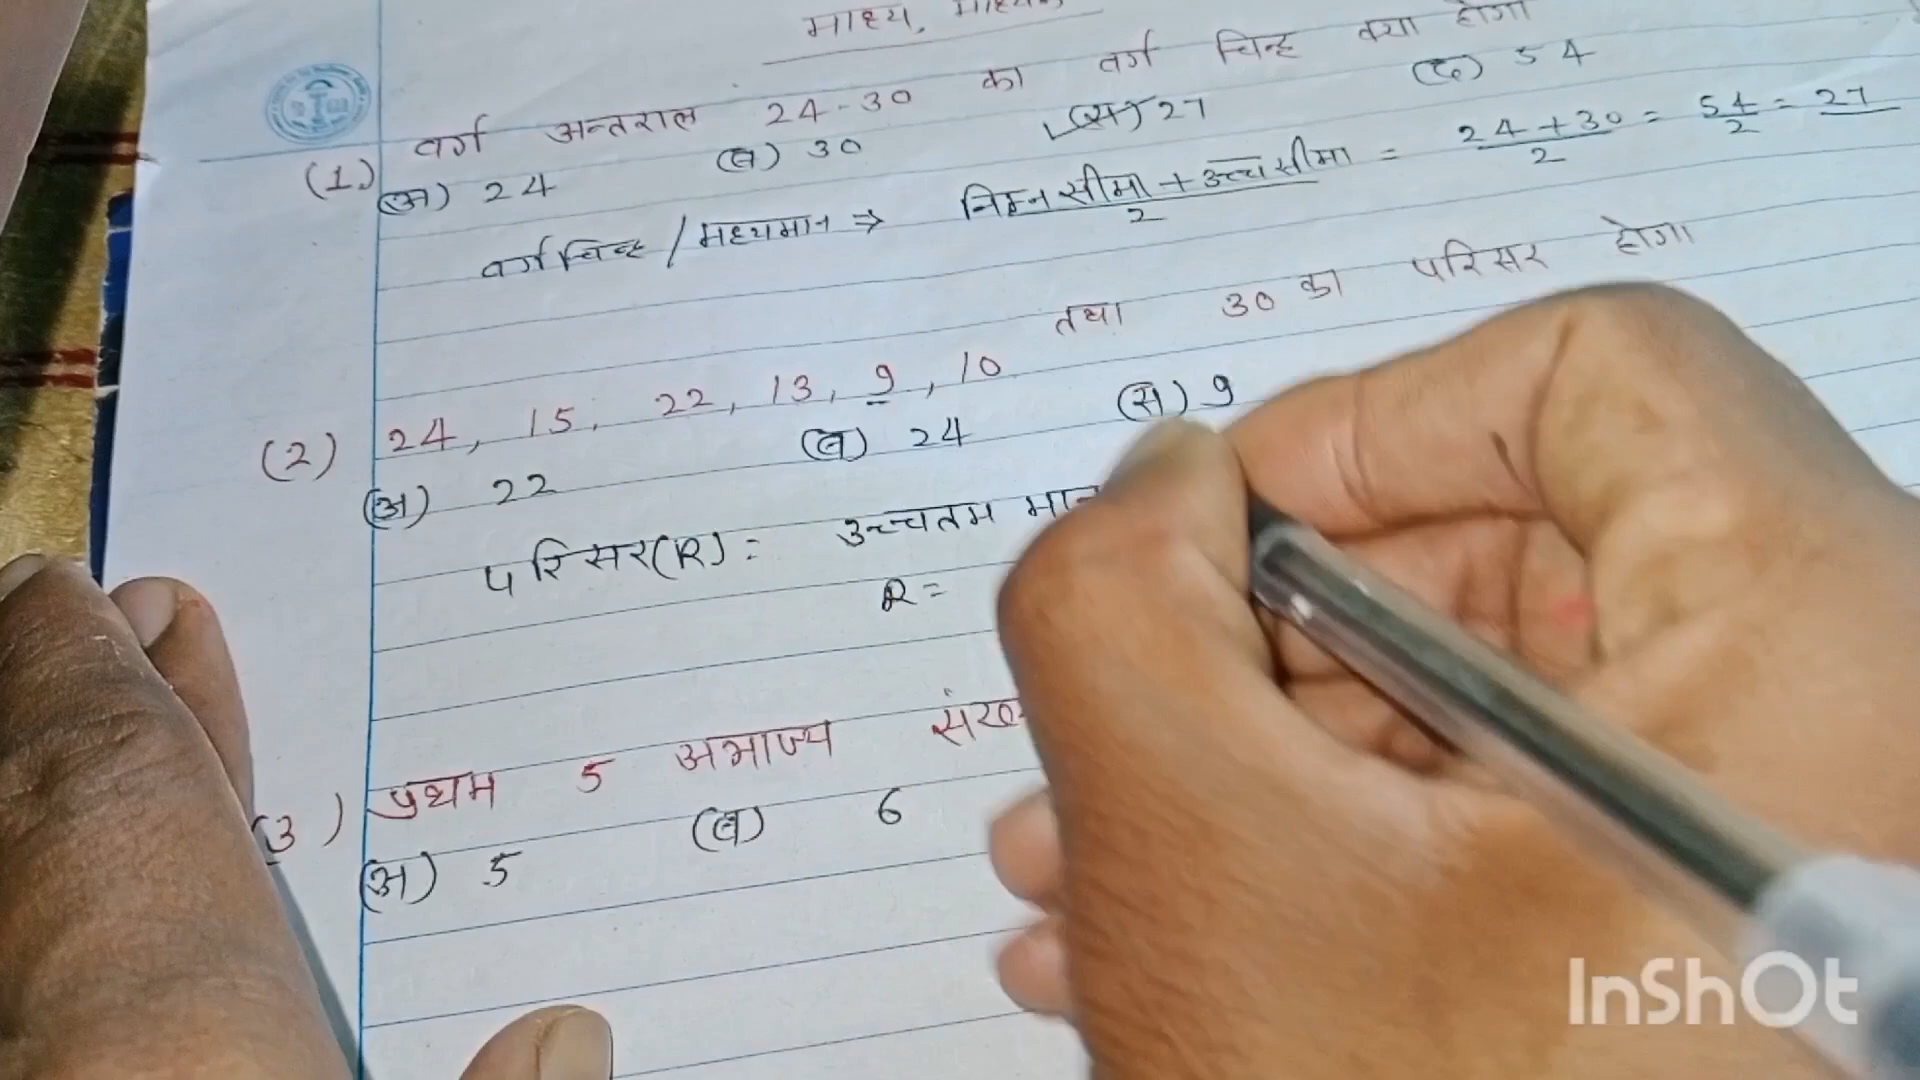 माध्य,
(1) वर्ग अन्तराल 24-30 का वर्ग चिन्ह क्या होगा
(अ) 24 (ब) 30 (स) 27 (द) 54
वर्ग चिन्ह / मध्यमान ⇒ निम्न सीमा + उच्च सीमा / 2 = 24+30 / 2 = 54/2 = 27
(2) 24, 15, 22, 13, 9, 10 तथा 30 का परिसर होगा
(अ) 22 (ब) 24 (स) 9
परिसर(R) = उच्चतम मान
R =
(3) प्रथम 5 अभाज्य
(अ) 5 (ब) 6
InShOt